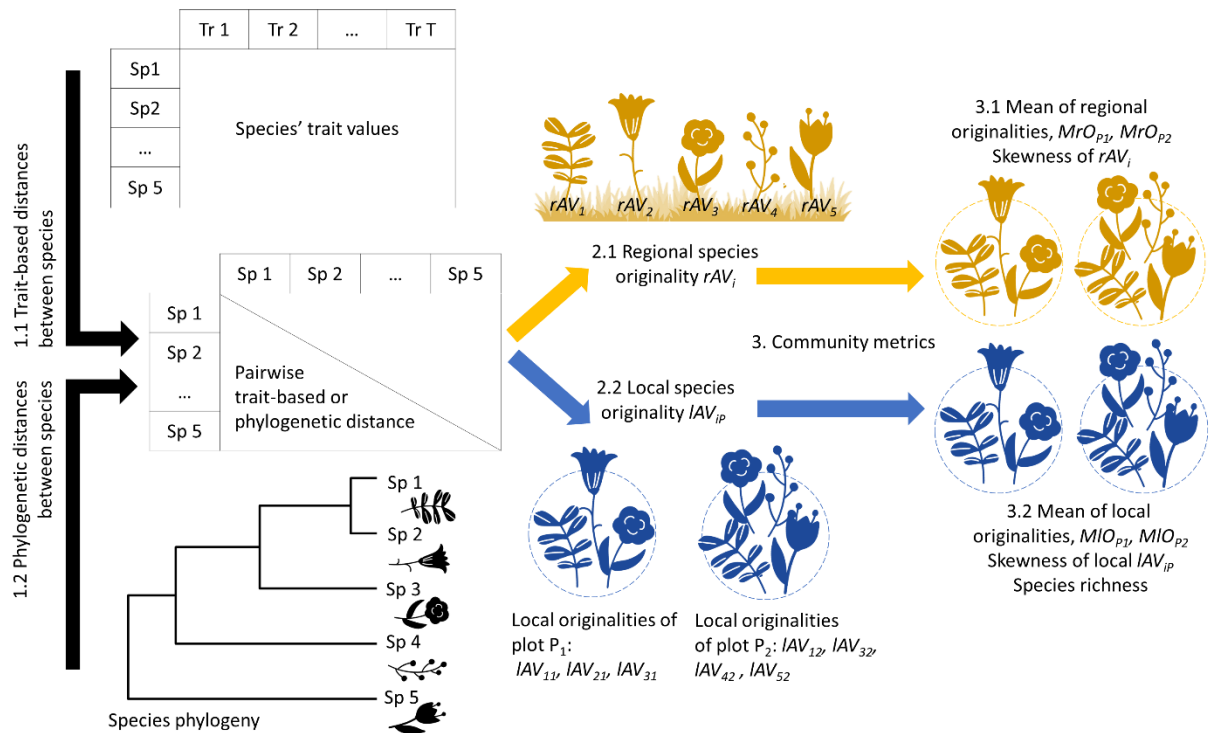 Tr 1 Tr 2 ... Tr T
Sp1
Sp2
...
Sp 5
Species’ trait values
1.1 Trait-based distances
between species
Sp 1 Sp 2 ... Sp 5
Sp 1
Sp 2
...
Sp 5
Pairwise
trait-based or
phylogenetic distance
1.2 Phylogenetic distances
between species
Sp 1
Sp 2
Sp 3
Sp 4
Sp 5
Species phylogeny
rAV1 rAV2 rAV3 rAV4 rAV5
2.1 Regional species
originality rAVi
2.2 Local species
originality lAViP
Local originalities of
plot P1:
lAV11, lAV21, lAV31
Local originalities
of plot P2: lAV12, lAV32,
lAV42 , lAV52
3. Community metrics
3.1 Mean of regional
originalities, MrOP1, MrOP2
Skewness of rAVi
3.2 Mean of local
originalities, MlOP1, MlOP2
Skewness of local lAViP
Species richness